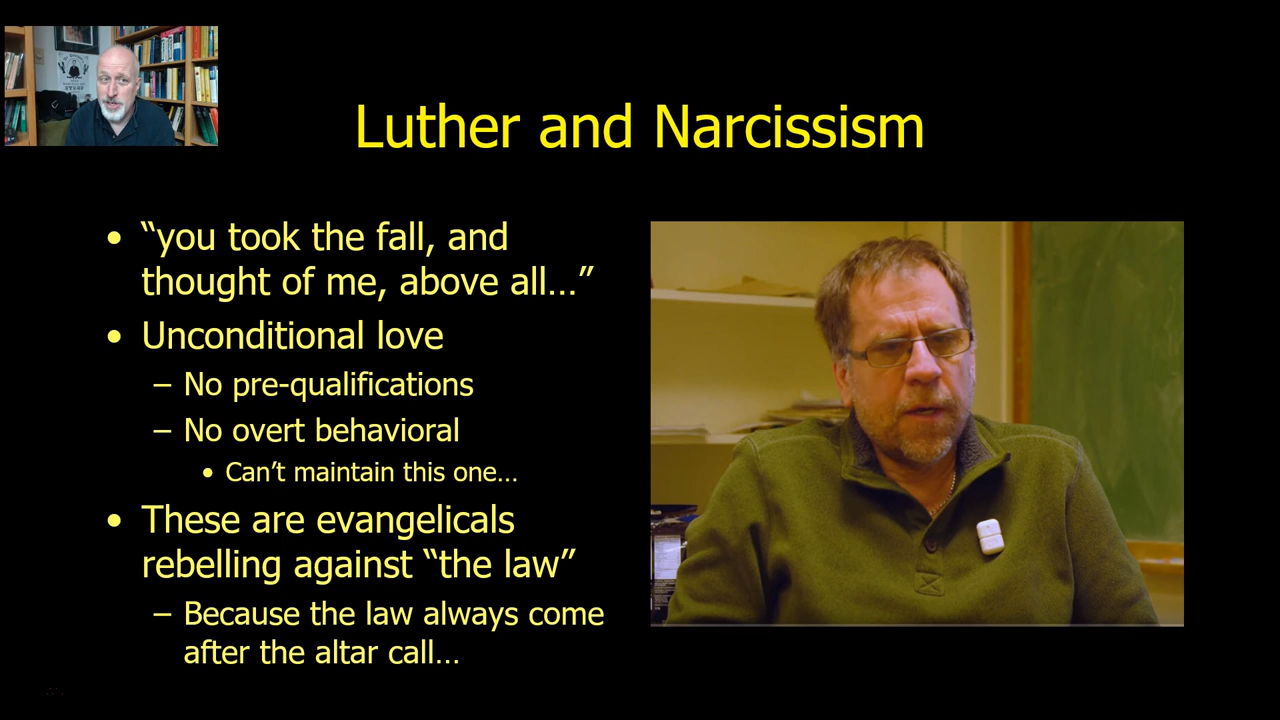 Luther and Narcissism
• “you took the fall, and
thought of me, above all…”
• Unconditional love
– No pre-qualifications
– No overt behavioral
• Can’t maintain this one…
• These are evangelicals
rebelling against “the law”
– Because the law always come
after the altar call…